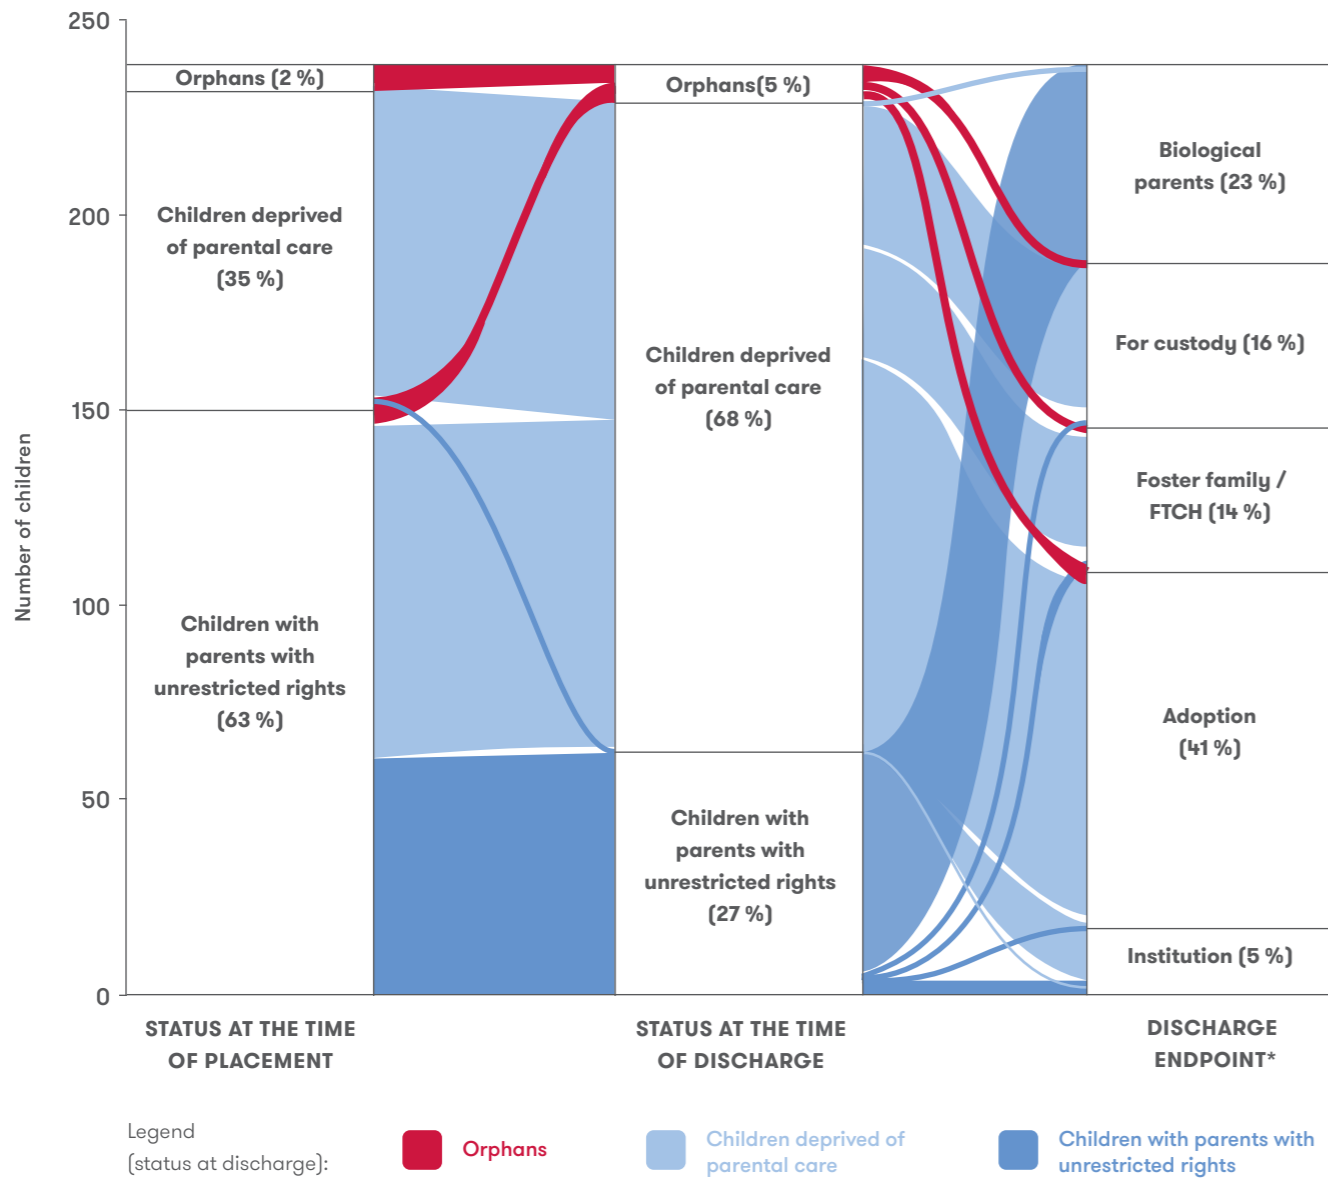 250
200
150
100
50
0
Number of children
Orphans (2 %)
Children deprived
of parental care
(35 %)
Children with
parents with
unrestricted rights
(63 %)
Orphans(5 %)
Children deprived
of parental care
(68 %)
Children with
parents with
unrestricted rights
(27 %)
Biological
parents (23 %)
For custody (16 %)
Foster family /
FTCH (14 %)
Adoption
(41 %)
Institution (5 %)
STATUS AT THE TIME
OF PLACEMENT
STATUS AT THE TIME
OF DISCHARGE
DISCHARGE
ENDPOINT*
Legend
(status at discharge):
Orphans
Children deprived of
parental care
Children with parents with
unrestricted rights